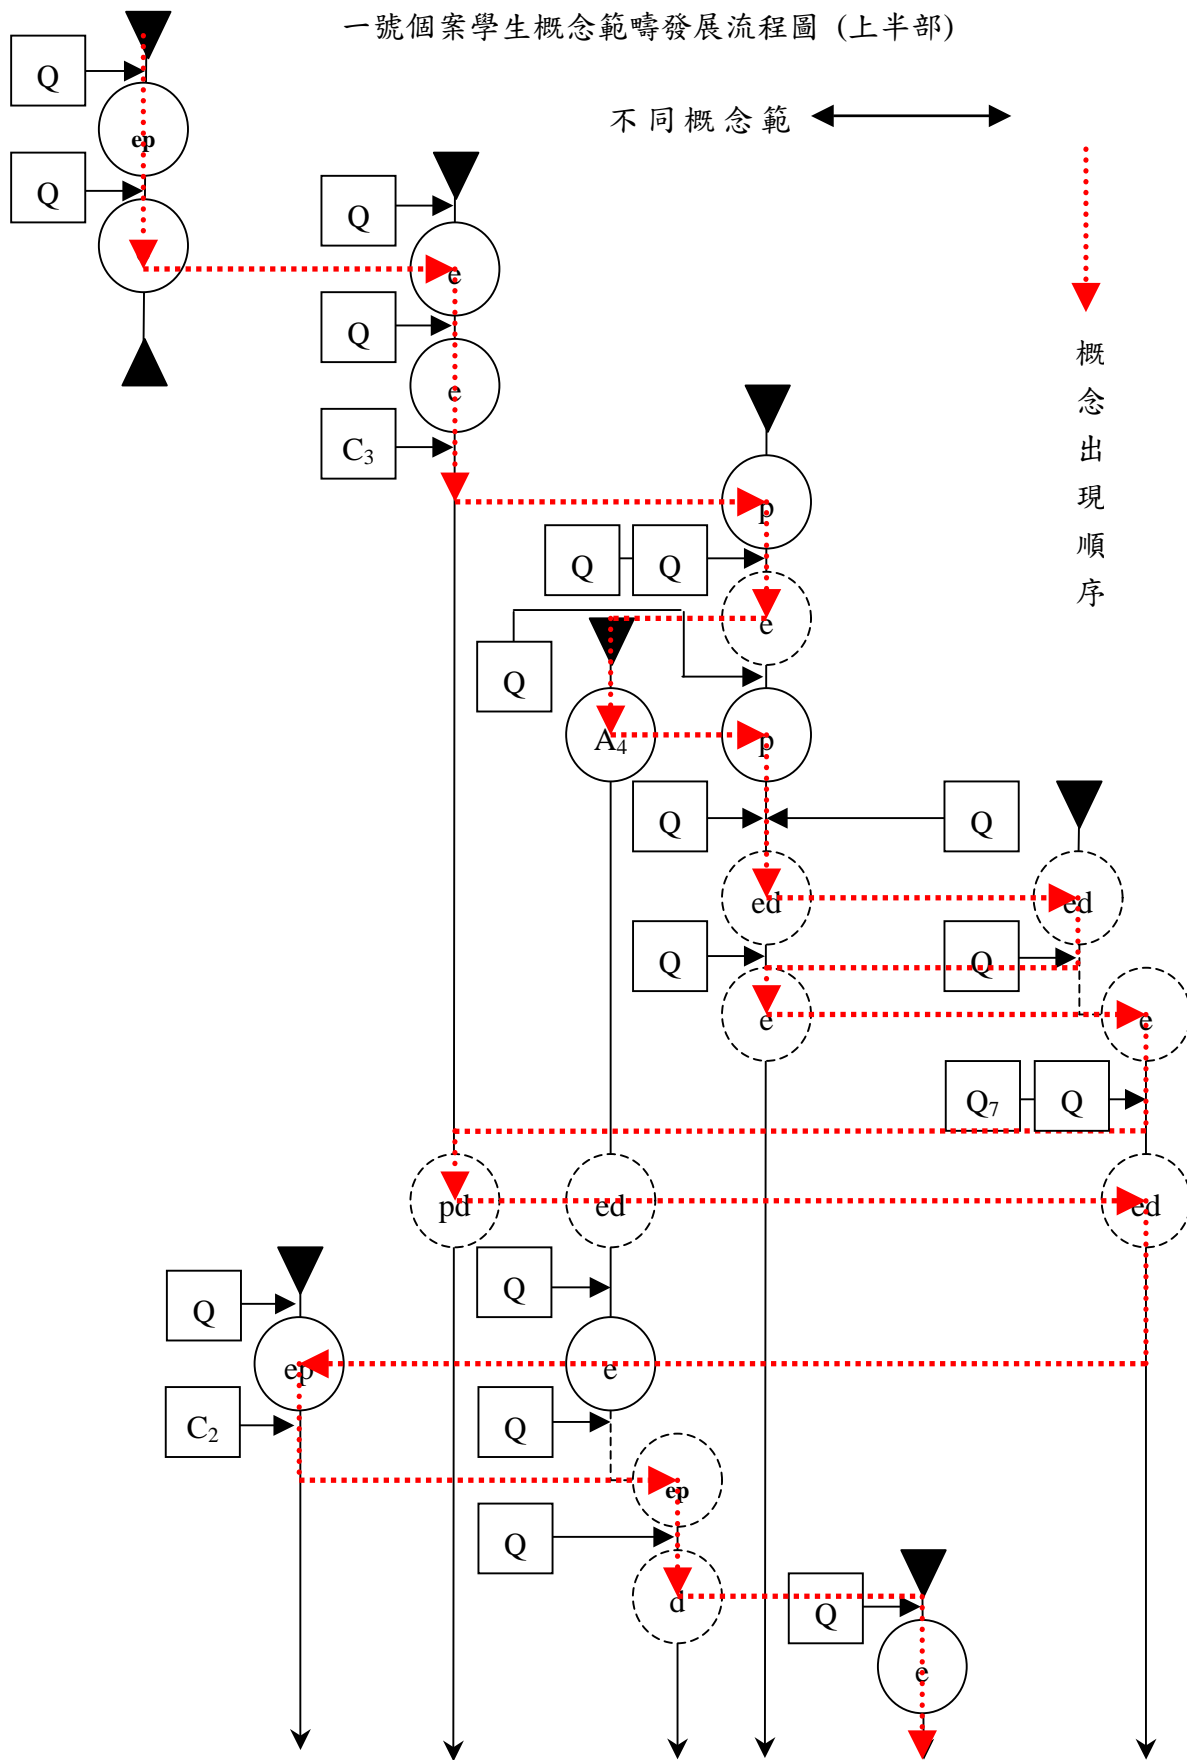 一號個案學生概念範疇發展流程圖 (上半部)
Q
不同概念範
ep
Q
Q
e
Q
概念出現順序
e
C₃
p
Q Q
e
Q
A₄ p
Q Q
ed ed
Q Q
e e
Q₇ Q
pd ed ed
Q Q
ep e
C₂ Q
ep
Q
d
Q
e